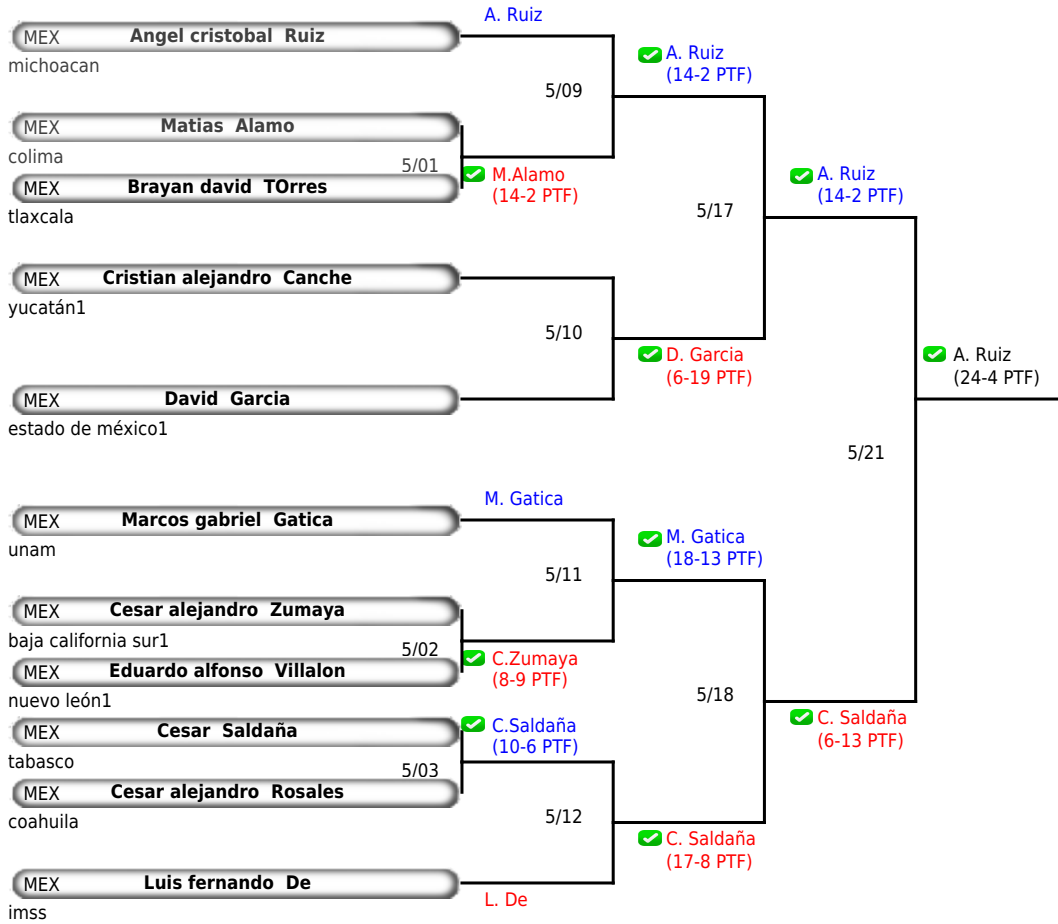 A. Ruiz
MEX Angel cristobal Ruiz
michoacan
A. Ruiz
(14-2 PTF)
5/09
MEX Matias Alamo
colima
5/01
M.Alamo
(14-2 PTF)
MEX Brayan david TOrres
tlaxcala
A. Ruiz
(14-2 PTF)
5/17
MEX Cristian alejandro Canche
yucatán1
5/10
D. Garcia
(6-19 PTF)
A. Ruiz
(24-4 PTF)
MEX David Garcia
estado de méxico1
5/21
M. Gatica
MEX Marcos gabriel Gatica
unam
M. Gatica
(18-13 PTF)
5/11
MEX Cesar alejandro Zumaya
baja california sur1
5/02
C.Zumaya
(8-9 PTF)
MEX Eduardo alfonso Villalon
nuevo león1
5/18
C. Saldaña
(6-13 PTF)
MEX Cesar Saldaña
tabasco
C.Saldaña
(10-6 PTF)
5/03
MEX Cesar alejandro Rosales
coahuila
5/12
C. Saldaña
(17-8 PTF)
MEX Luis fernando De
imss
L. De